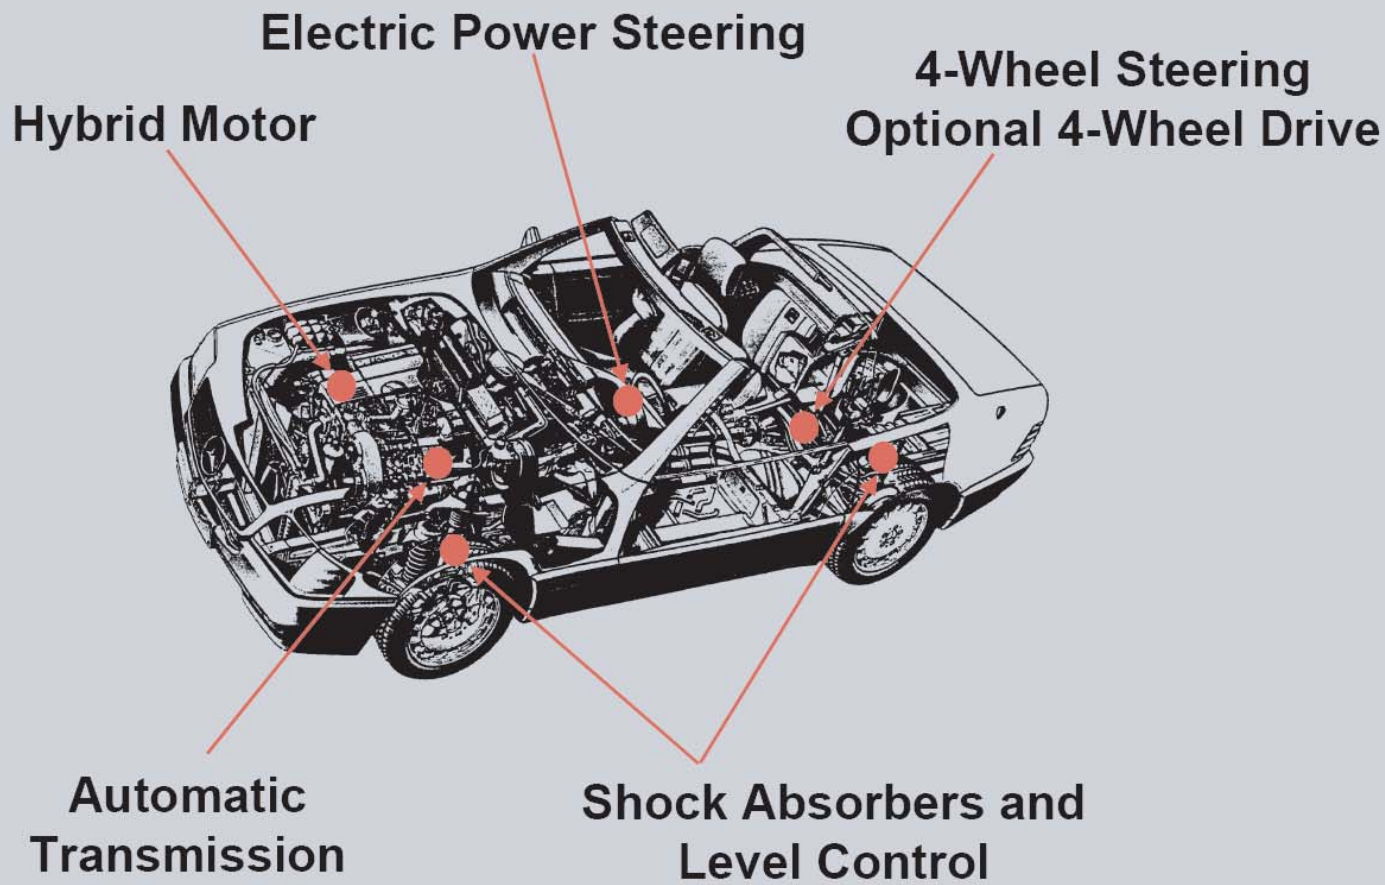 Electric Power Steering
4-Wheel Steering
Optional 4-Wheel Drive
Hybrid Motor
Automatic
Transmission
Shock Absorbers and
Level Control